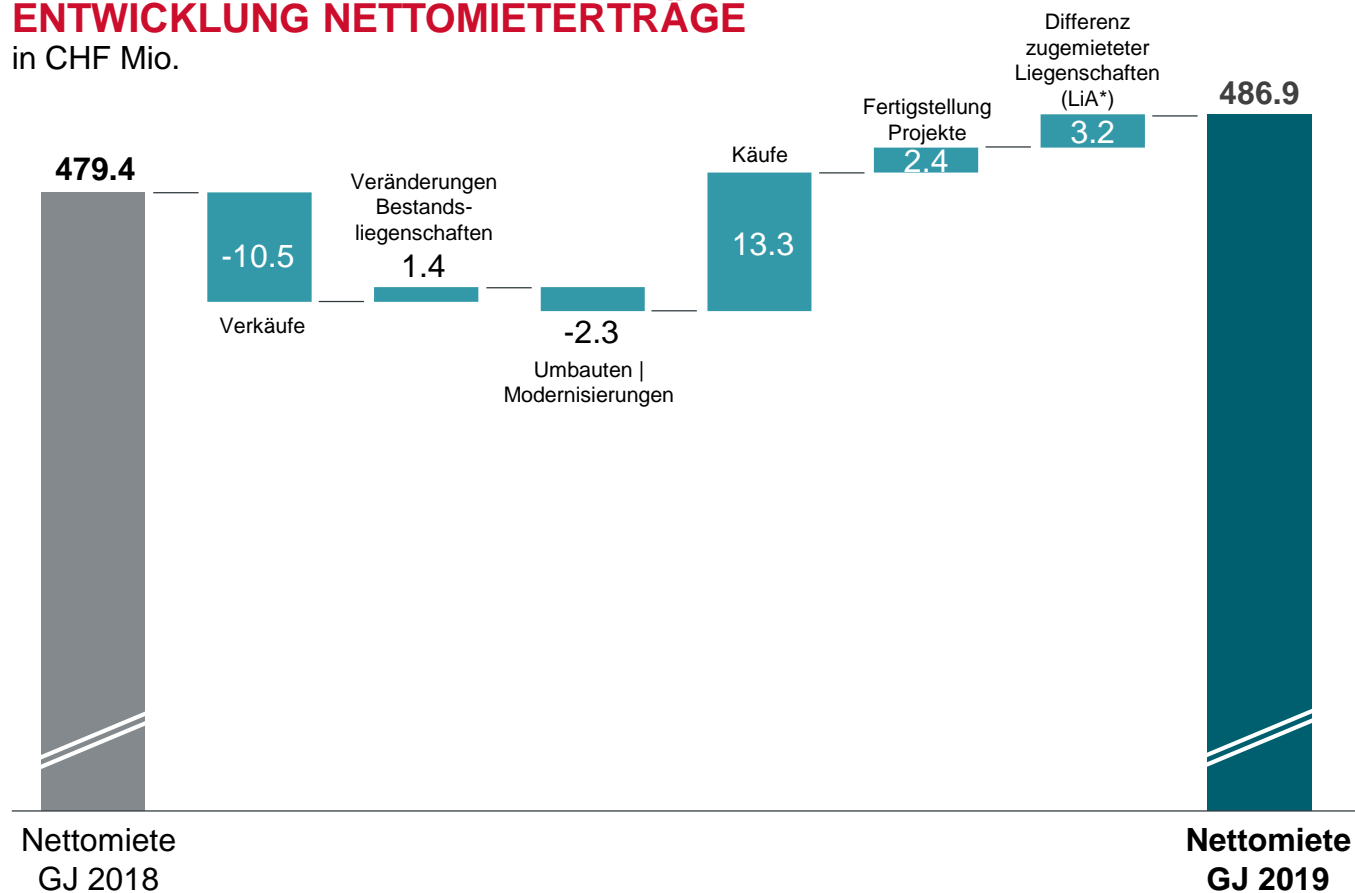 ENTWICKLUNG NETTOMIETERTRÄGE
in CHF Mio.
479.4
-10.5
Verkäufe
Veränderungen
Bestands-
liegenschaften
1.4
-2.3
Umbauten |
Modernisierungen
Käufe
13.3
Fertigstellung
Projekte
2.4
Differenz
zugemieteter
Liegenschaften
(LiA*)
3.2
486.9
Nettomiete
GJ 2018
Nettomiete
GJ 2019